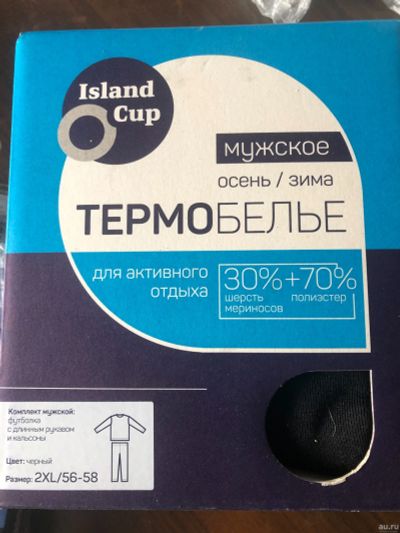 Island
Cup
мужское
осень / зима
ТЕРМОБЕЛЬЕ
для активного
отдыха
30%+70%
шерсть полиэстер
мериносов
Комплект мужской:
футболка
с длинным рукавом
и кальсоны
Цвет: черный
Размер: 2XL/56-58
au.ru